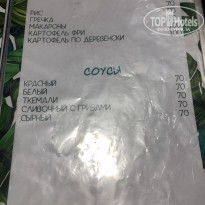 TopHotels
РИС
ГРЕЧКА
МАКАРОНЫ
КАРТОФЕЛЬ ФРИ 100
КАРТОФЕЛЬ ПО ДЕРЕВЕНСКИ
СОУСЫ
КРАСНЫЙ 70
БЕЛЫЙ 70
ТКЕМАЛИ 70
СЛИВОЧНЫЙ С ГРИБАМИ 70
СЫРНЫЙ 70